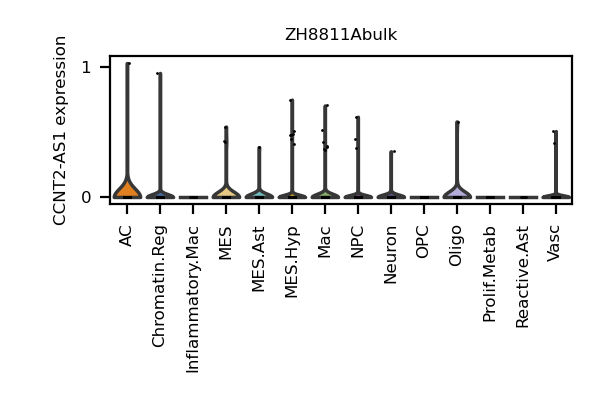 ZH8811Abulk
CCNT2-AS1 expression
1
0
AC
Chromatin.Reg
Inflammatory.Mac
MES
MES.Ast
MES.Hyp
Mac
NPC
Neuron
OPC
Oligo
Prolif.Metab
Reactive.Ast
Vasc